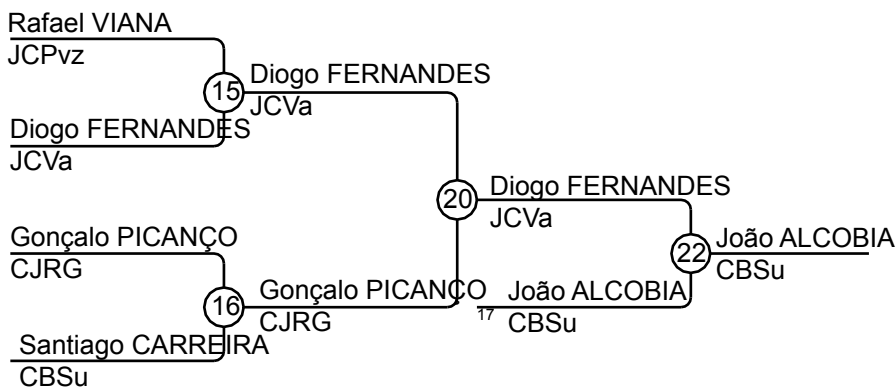 Rafael VIANA
JCPvz
15
Diogo FERNANDES
JCVa
Diogo FERNANDES
JCVa
20
Diogo FERNANDES
JCVa
Gonçalo PICANÇO
CJRG
22
João ALCOBIA
CBSu
16
Gonçalo PICANÇO
CJRG
17
João ALCOBIA
CBSu
Santiago CARREIRA
CBSu